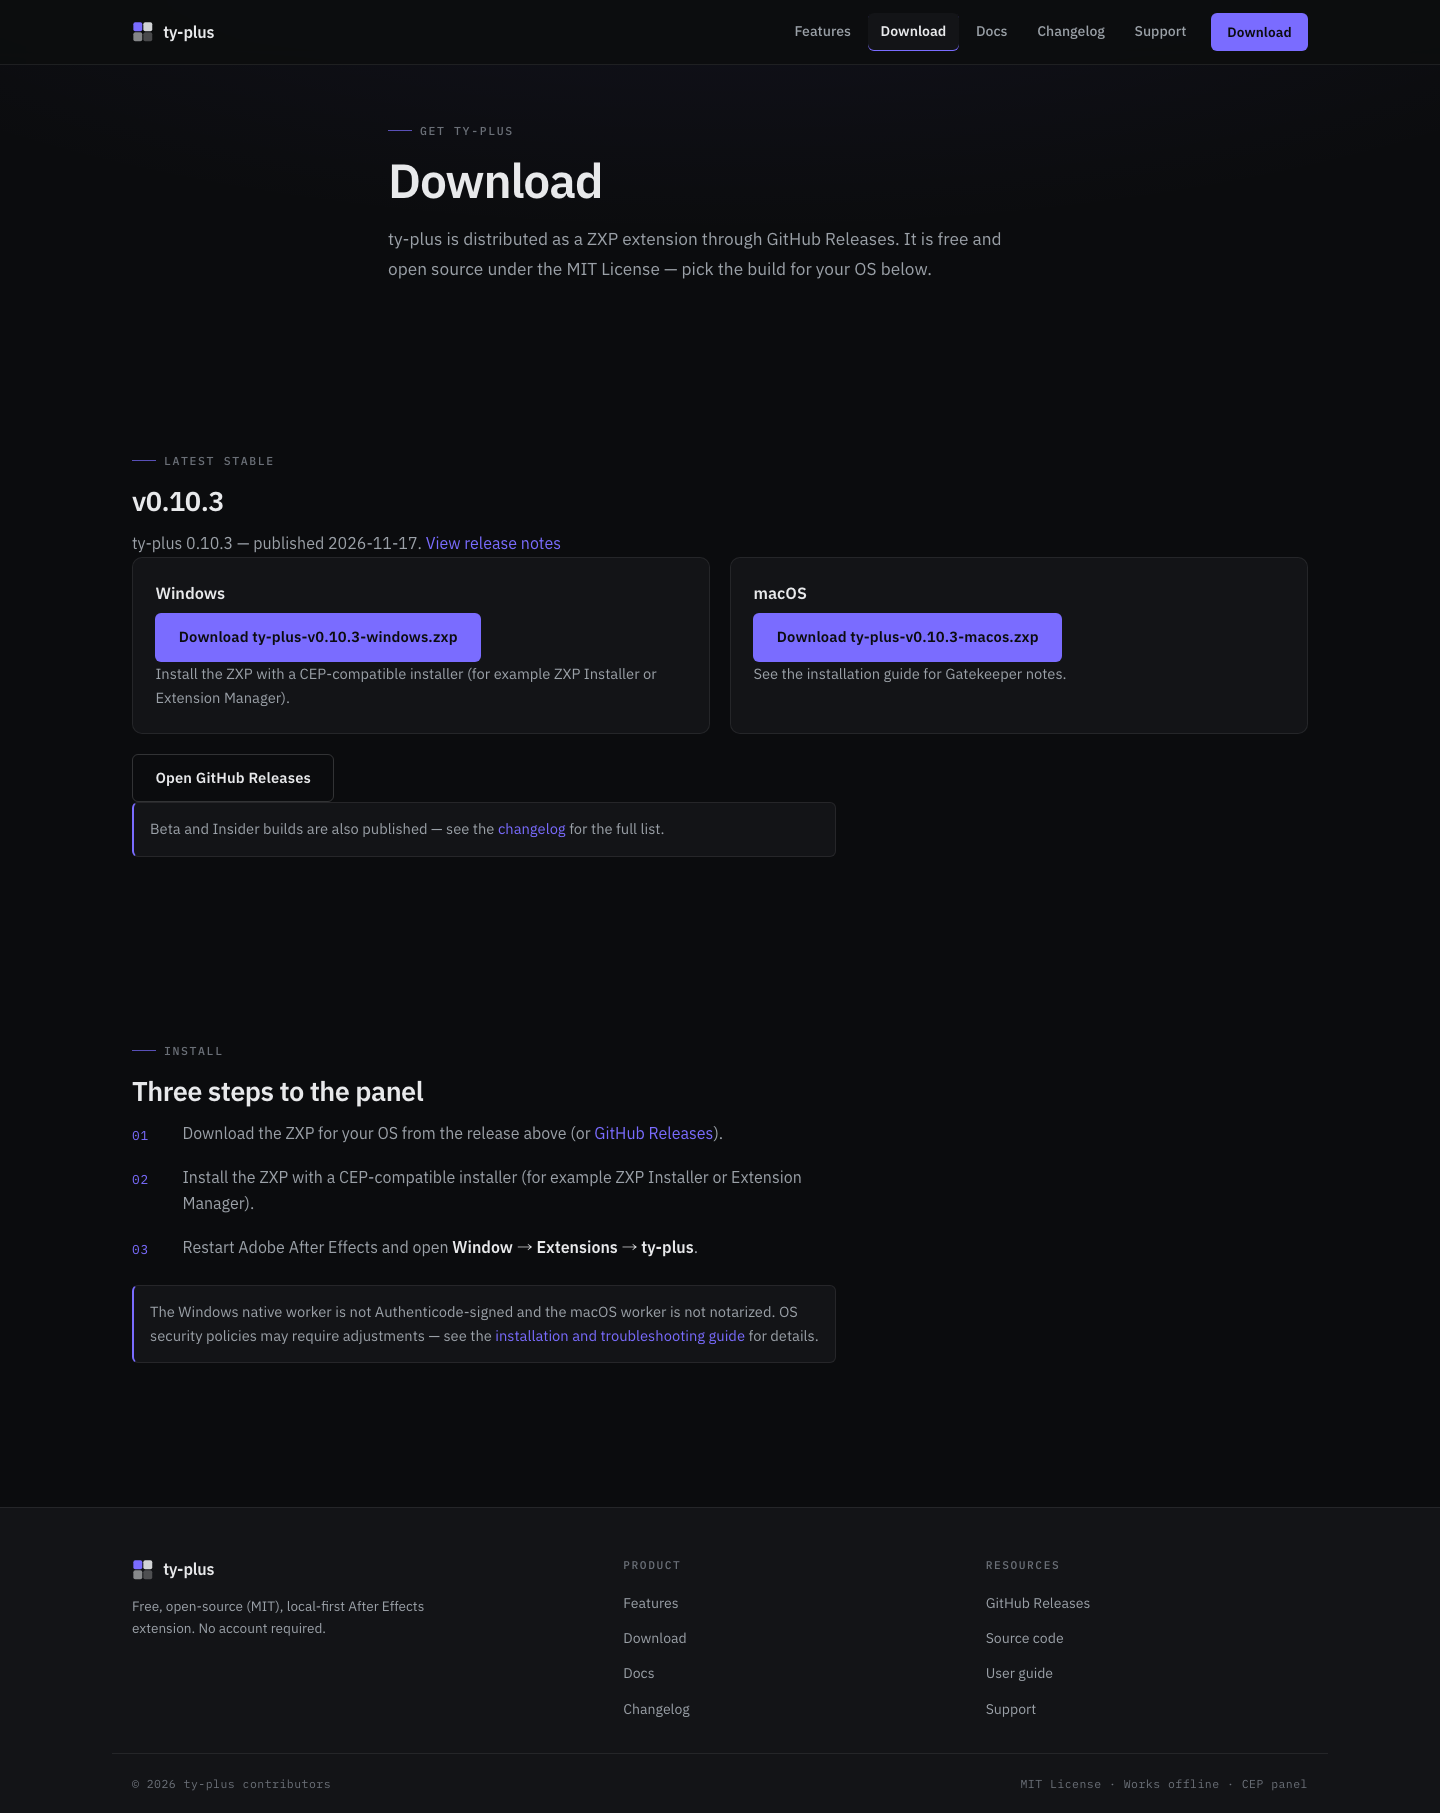 ty-plus
Features
Download
Docs
Changelog
Support
Download
GET TY-PLUS
Download
ty-plus is distributed as a ZXP extension through GitHub Releases. It is free and
open source under the MIT License — pick the build for your OS below.
LATEST STABLE
v0.10.3
ty-plus 0.10.3 — published 2026-11-17. View release notes
Windows
Download ty-plus-v0.10.3-windows.zxp
Install the ZXP with a CEP-compatible installer (for example ZXP Installer or
Extension Manager).
macOS
Download ty-plus-v0.10.3-macos.zxp
See the installation guide for Gatekeeper notes.
Open GitHub Releases
Beta and Insider builds are also published — see the changelog for the full list.
INSTALL
Three steps to the panel
01 Download the ZXP for your OS from the release above (or GitHub Releases).
02 Install the ZXP with a CEP-compatible installer (for example ZXP Installer or Extension
Manager).
03 Restart Adobe After Effects and open Window → Extensions → ty-plus.
The Windows native worker is not Authenticode-signed and the macOS worker is not notarized. OS
security policies may require adjustments — see the installation and troubleshooting guide for details.
ty-plus
Free, open-source (MIT), local-first After Effects
extension. No account required.
PRODUCT
Features
Download
Docs
Changelog
RESOURCES
GitHub Releases
Source code
User guide
Support
© 2026 ty-plus contributors
MIT License · Works offline · CEP panel